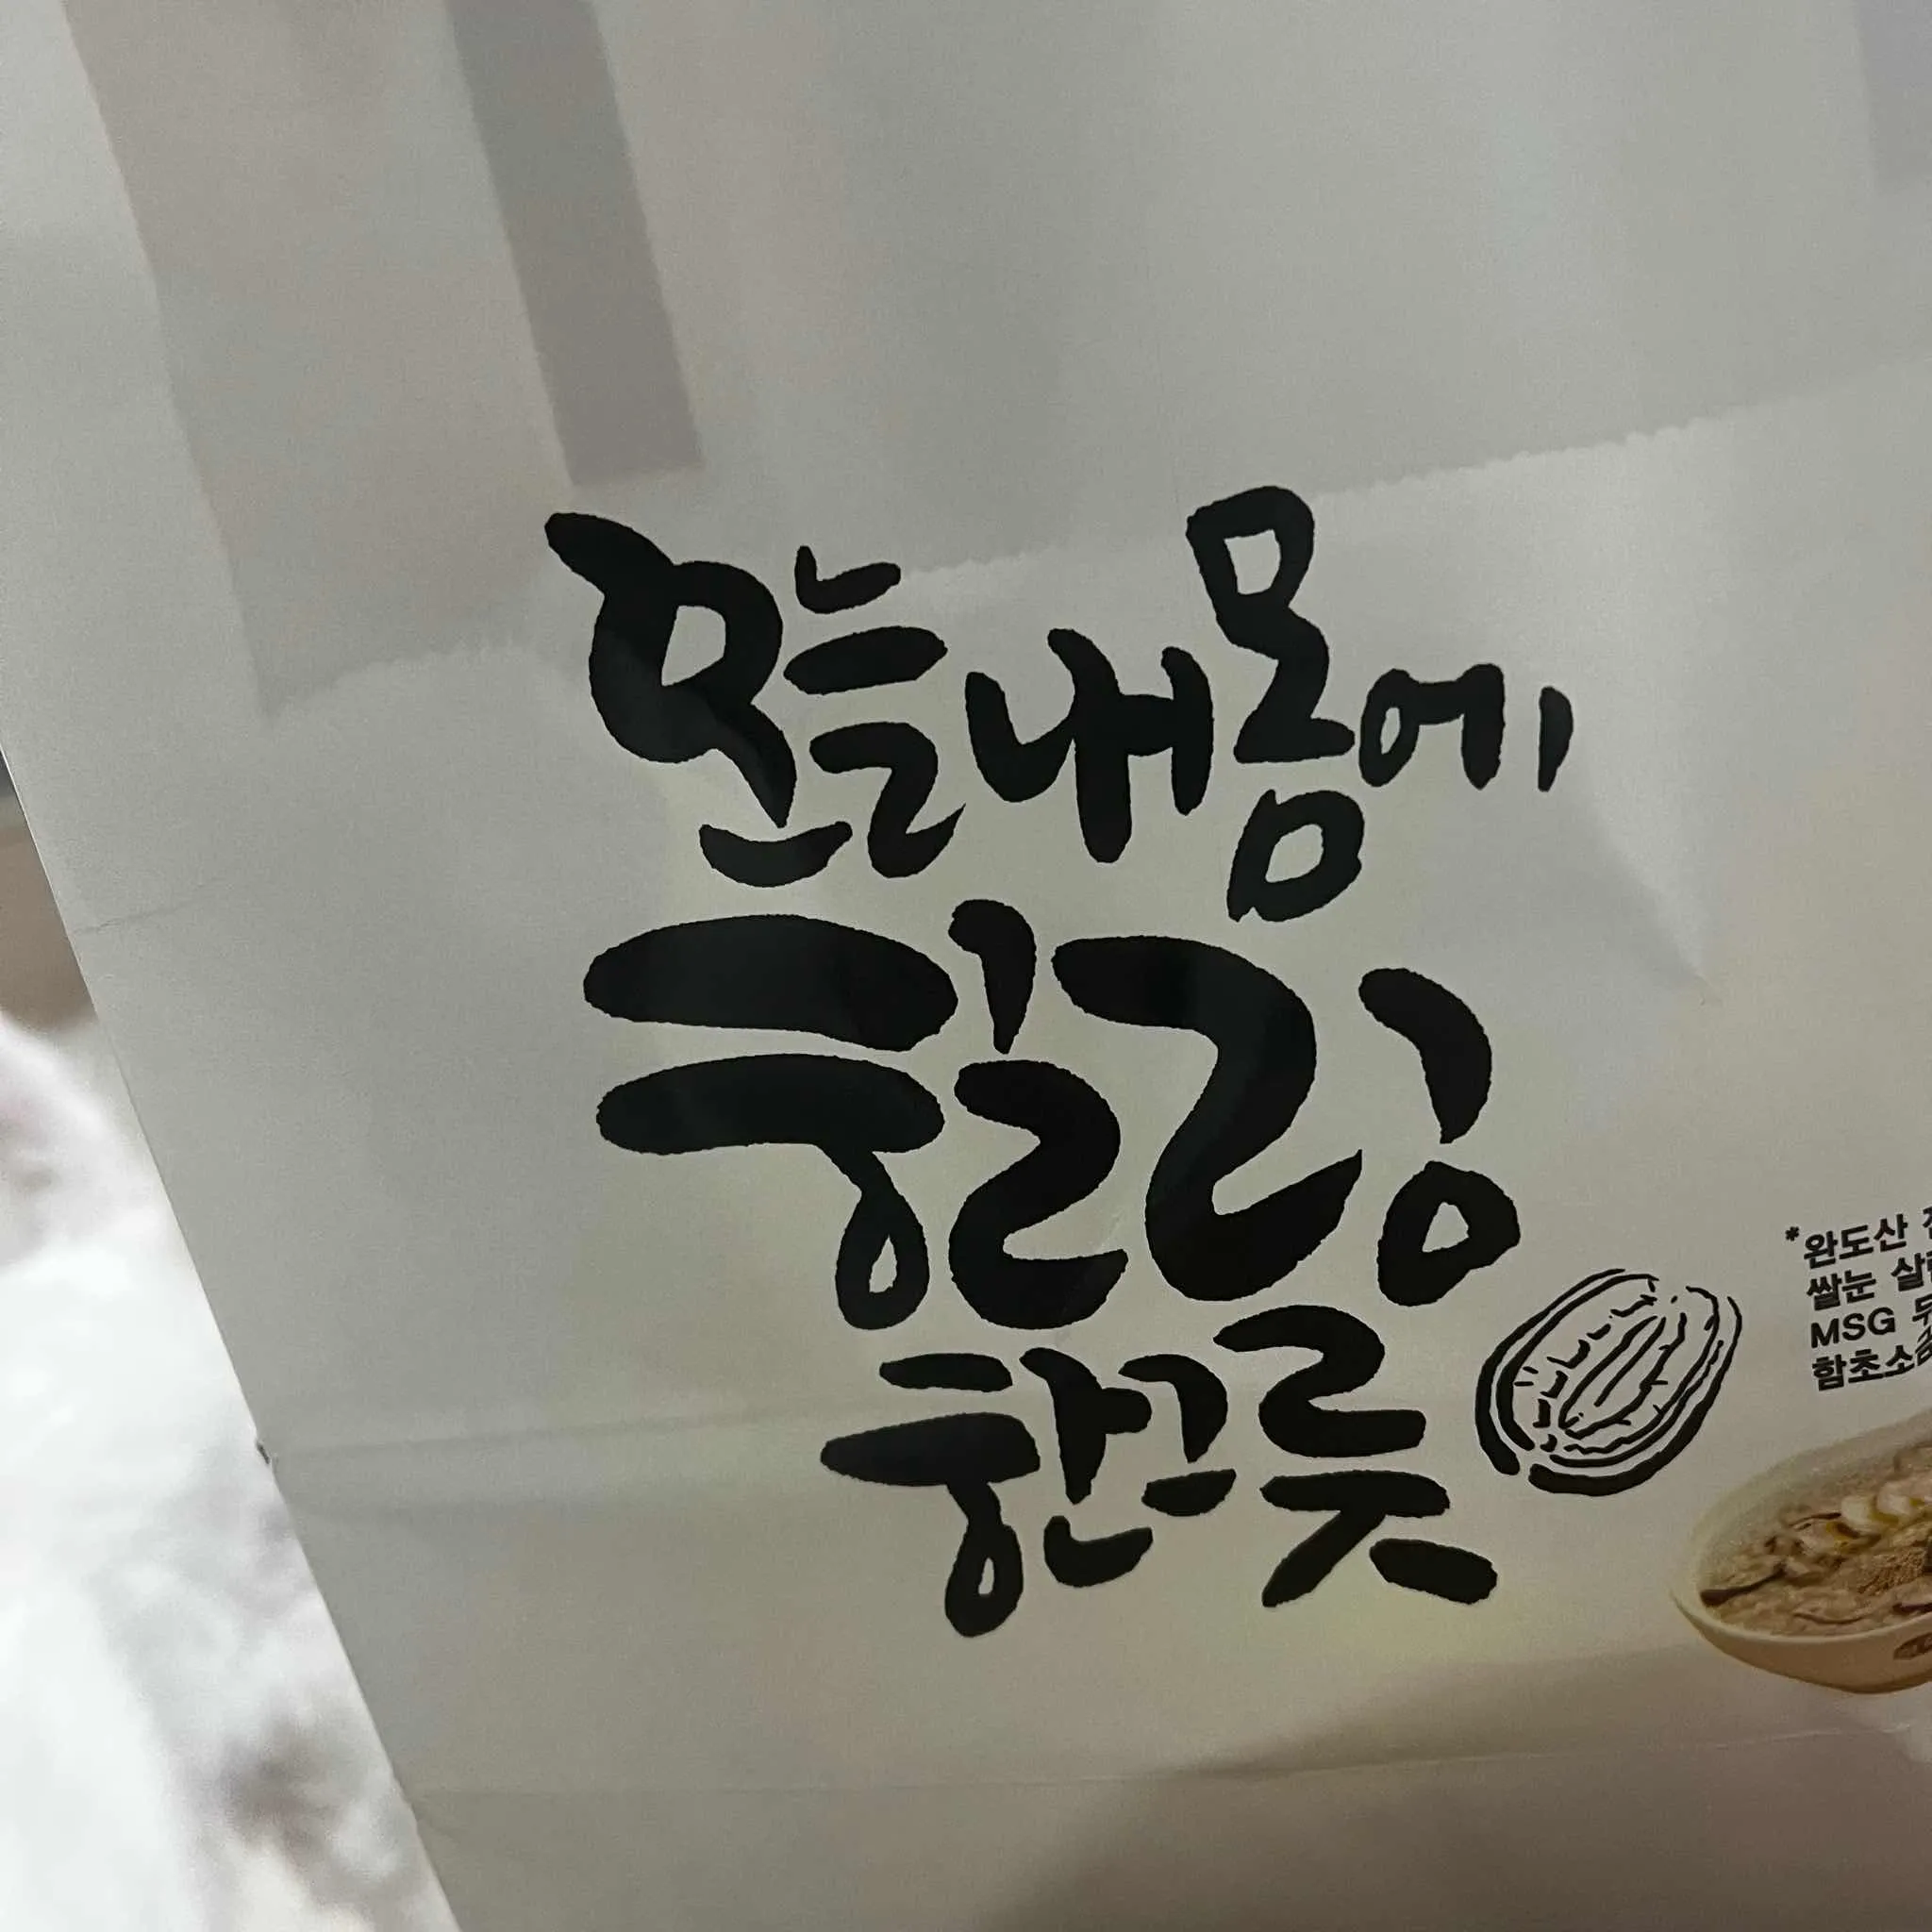 오늘 내 몸에
힐링
한 그릇
*완도산
쌀눈
MSG
함초소